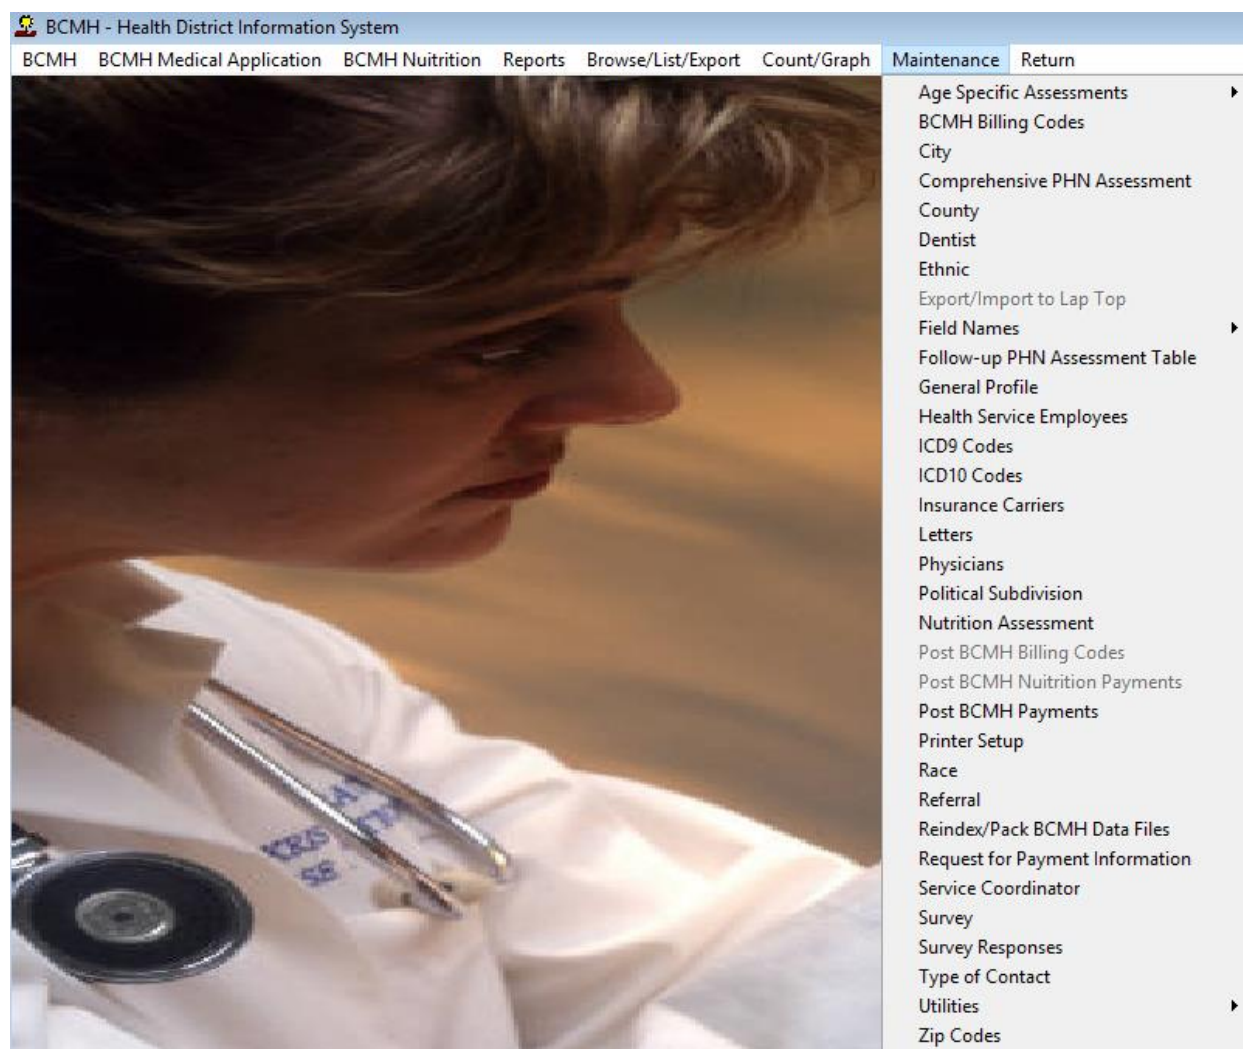 BCMH - Health District Information System
BCMH BCMH Medical Application BCMH Nuitrition Reports Browse/List/Export Count/Graph Maintenance Return
Age Specific Assessments
BCMH Billing Codes
City
Comprehensive PHN Assessment
County
Dentist
Ethnic
Export/Import to Lap Top
Field Names
Follow-up PHN Assessment Table
General Profile
Health Service Employees
ICD9 Codes
ICD10 Codes
Insurance Carriers
Letters
Physicians
Political Subdivision
Nutrition Assessment
Post BCMH Billing Codes
Post BCMH Nuitrition Payments
Post BCMH Payments
Printer Setup
Race
Referral
Reindex/Pack BCMH Data Files
Request for Payment Information
Service Coordinator
Survey
Survey Responses
Type of Contact
Utilities
Zip Codes